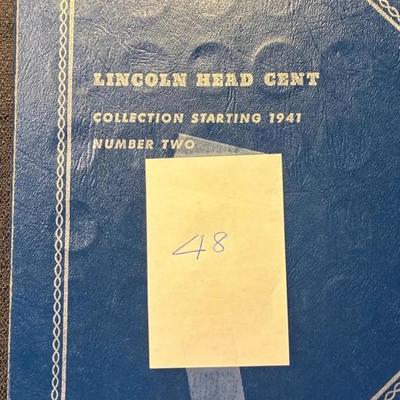 LINCOLN HEAD CENT
COLLECTION STARTING 1941
NUMBER TWO
48